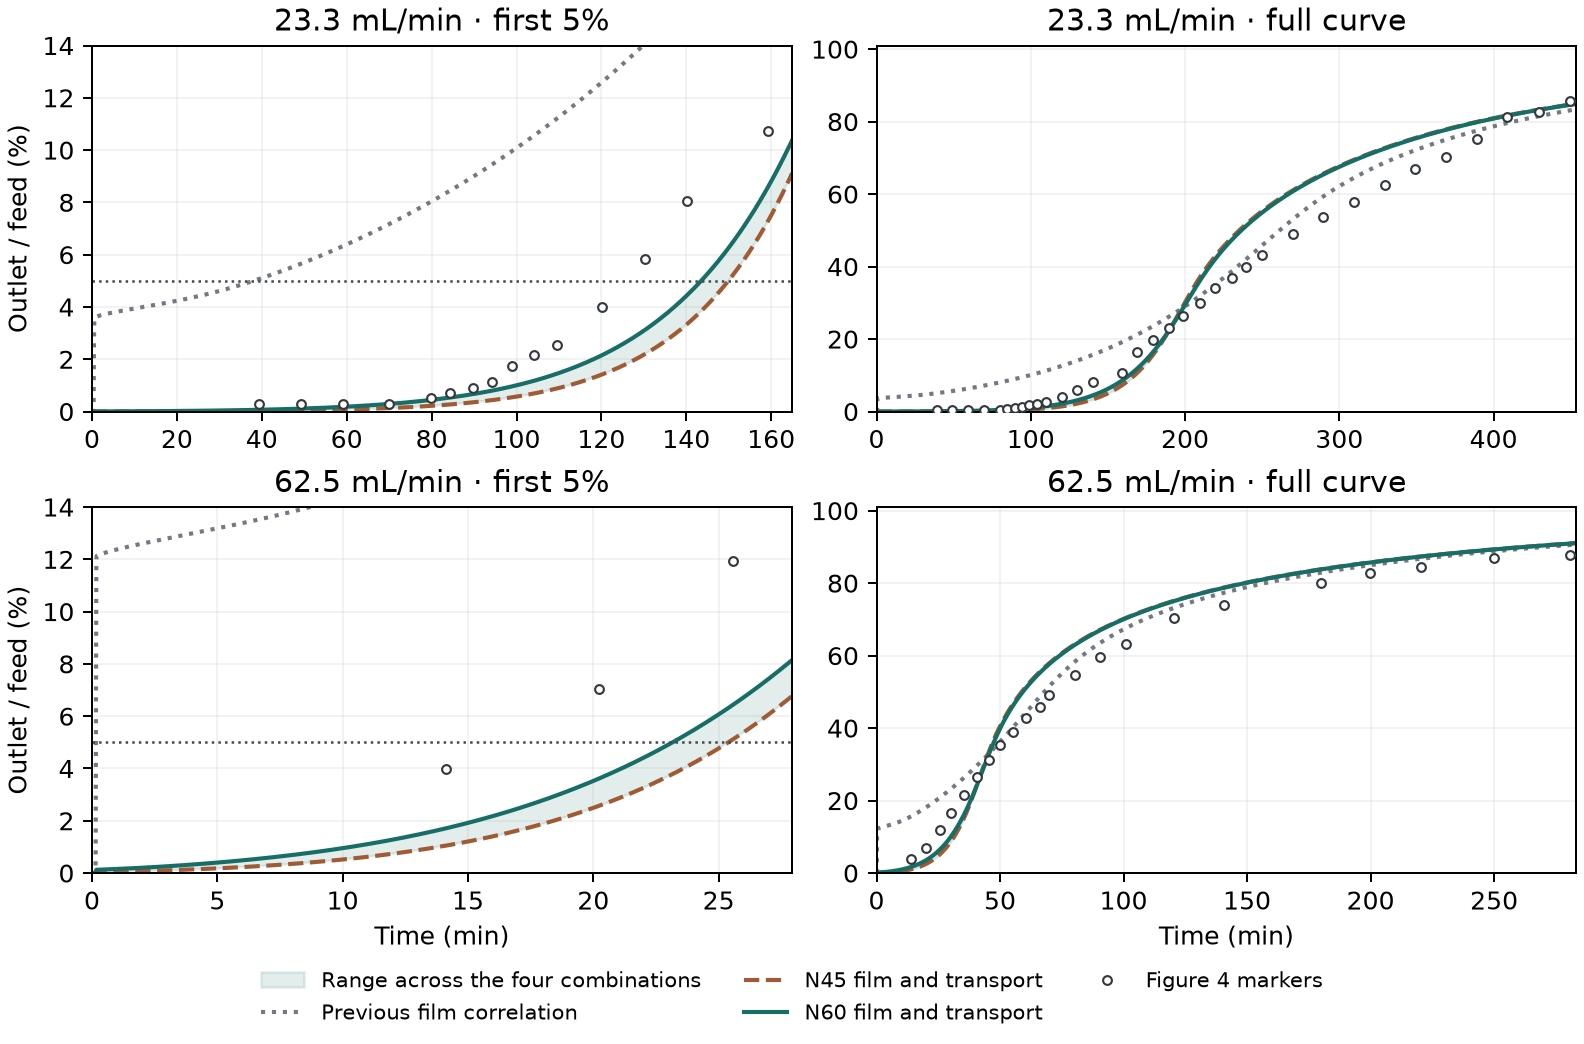 23.3 mL/min · first 5%
14
12
10
8
6
4
2
0
Outlet / feed (%)
0 20 40 60 80 100 120 140 160
23.3 mL/min · full curve
100
80
60
40
20
0
0 100 200 300 400
62.5 mL/min · first 5%
14
12
10
8
6
4
2
0
Outlet / feed (%)
0 5 10 15 20 25
Time (min)
62.5 mL/min · full curve
100
80
60
40
20
0
0 50 100 150 200 250
Time (min)
Range across the four combinations
Previous film correlation
N45 film and transport
N60 film and transport
Figure 4 markers